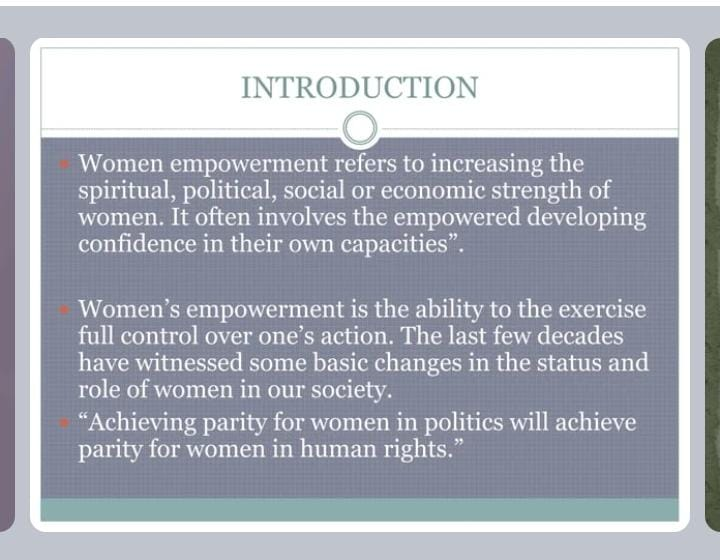 INTRODUCTION
Women empowerment refers to increasing the
spiritual, political, social or economic strength of
women. It often involves the empowered developing
confidence in their own capacities”.
Women’s empowerment is the ability to the exercise
full control over one’s action. The last few decades
have witnessed some basic changes in the status and
role of women in our society.
“Achieving parity for women in politics will achieve
parity for women in human rights.”